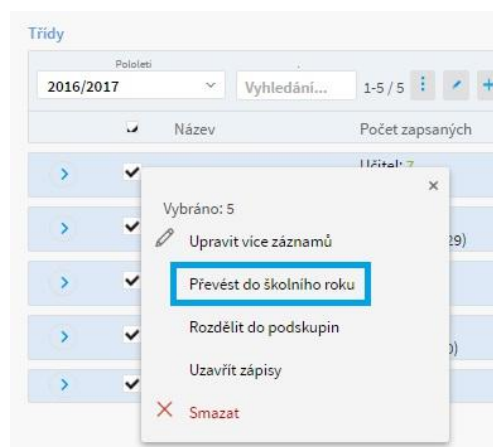 Třídy
Pololetí
2016/2017
Vyhledání...
1-5 / 5
Název
Počet zapsaných
Učitel: 7
Vybráno: 5
Upravit více záznamů
29)
Převést do školního roku
Rozdělit do podskupin
0)
Uzavřít zápisy
Smazat